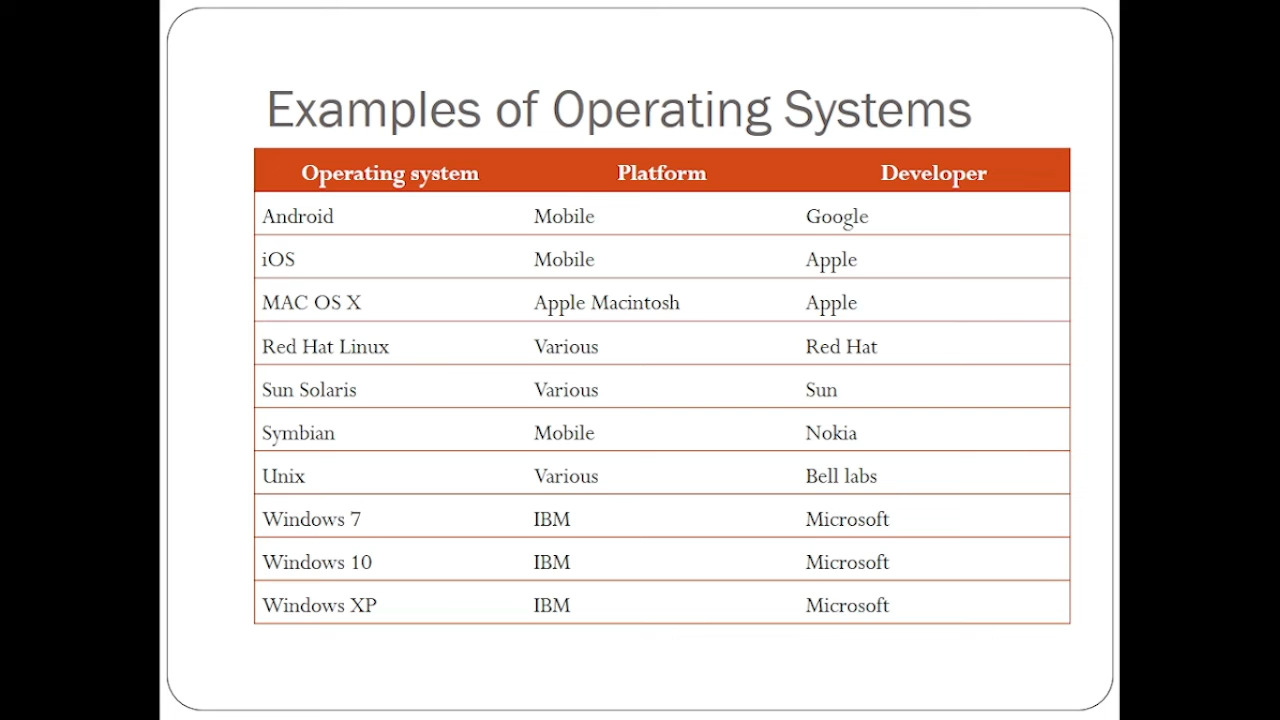 Examples of Operating Systems
Operating system Platform Developer
Android Mobile Google
iOS Mobile Apple
MAC OS X Apple Macintosh Apple
Red Hat Linux Various Red Hat
Sun Solaris Various Sun
Symbian Mobile Nokia
Unix Various Bell labs
Windows 7 IBM Microsoft
Windows 10 IBM Microsoft
Windows XP IBM Microsoft